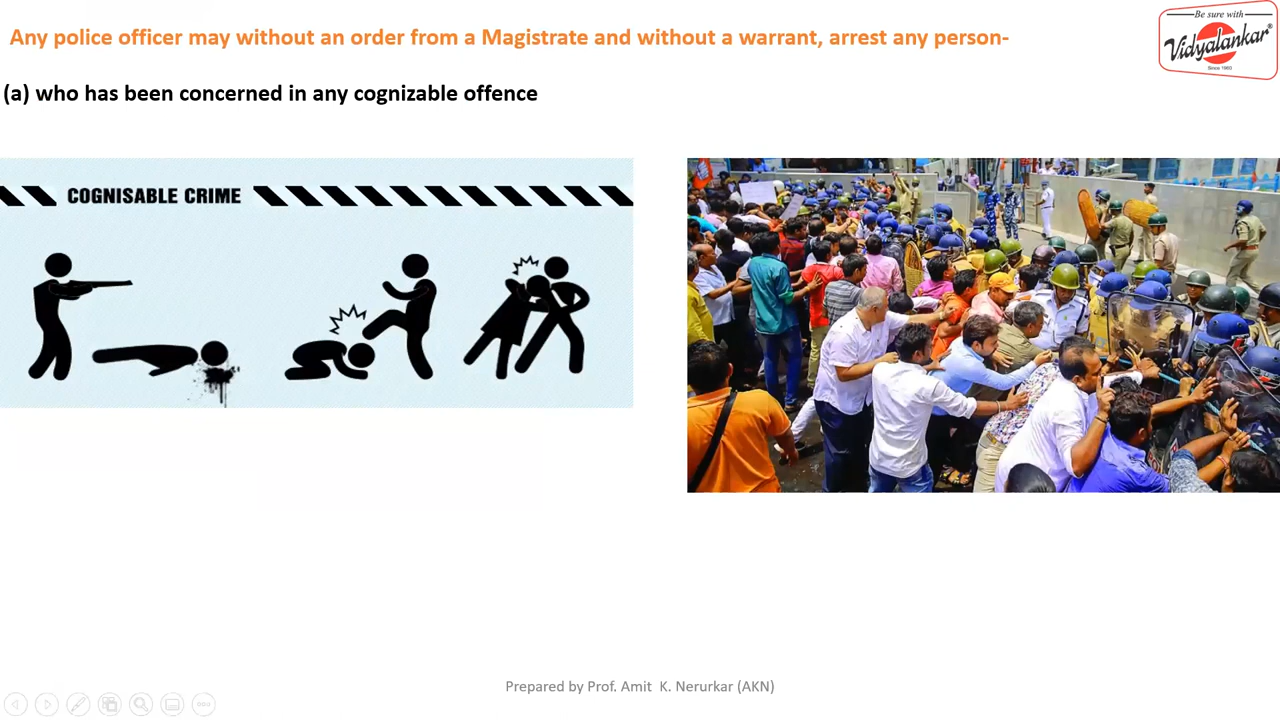 Any police officer may without an order from a Magistrate and without a warrant, arrest any person-
Be sure with
Vidyalankar®
Since 1960
(a) who has been concerned in any cognizable offence
COGNISABLE CRIME
Prepared by Prof. Amit K. Nerurkar (AKN)